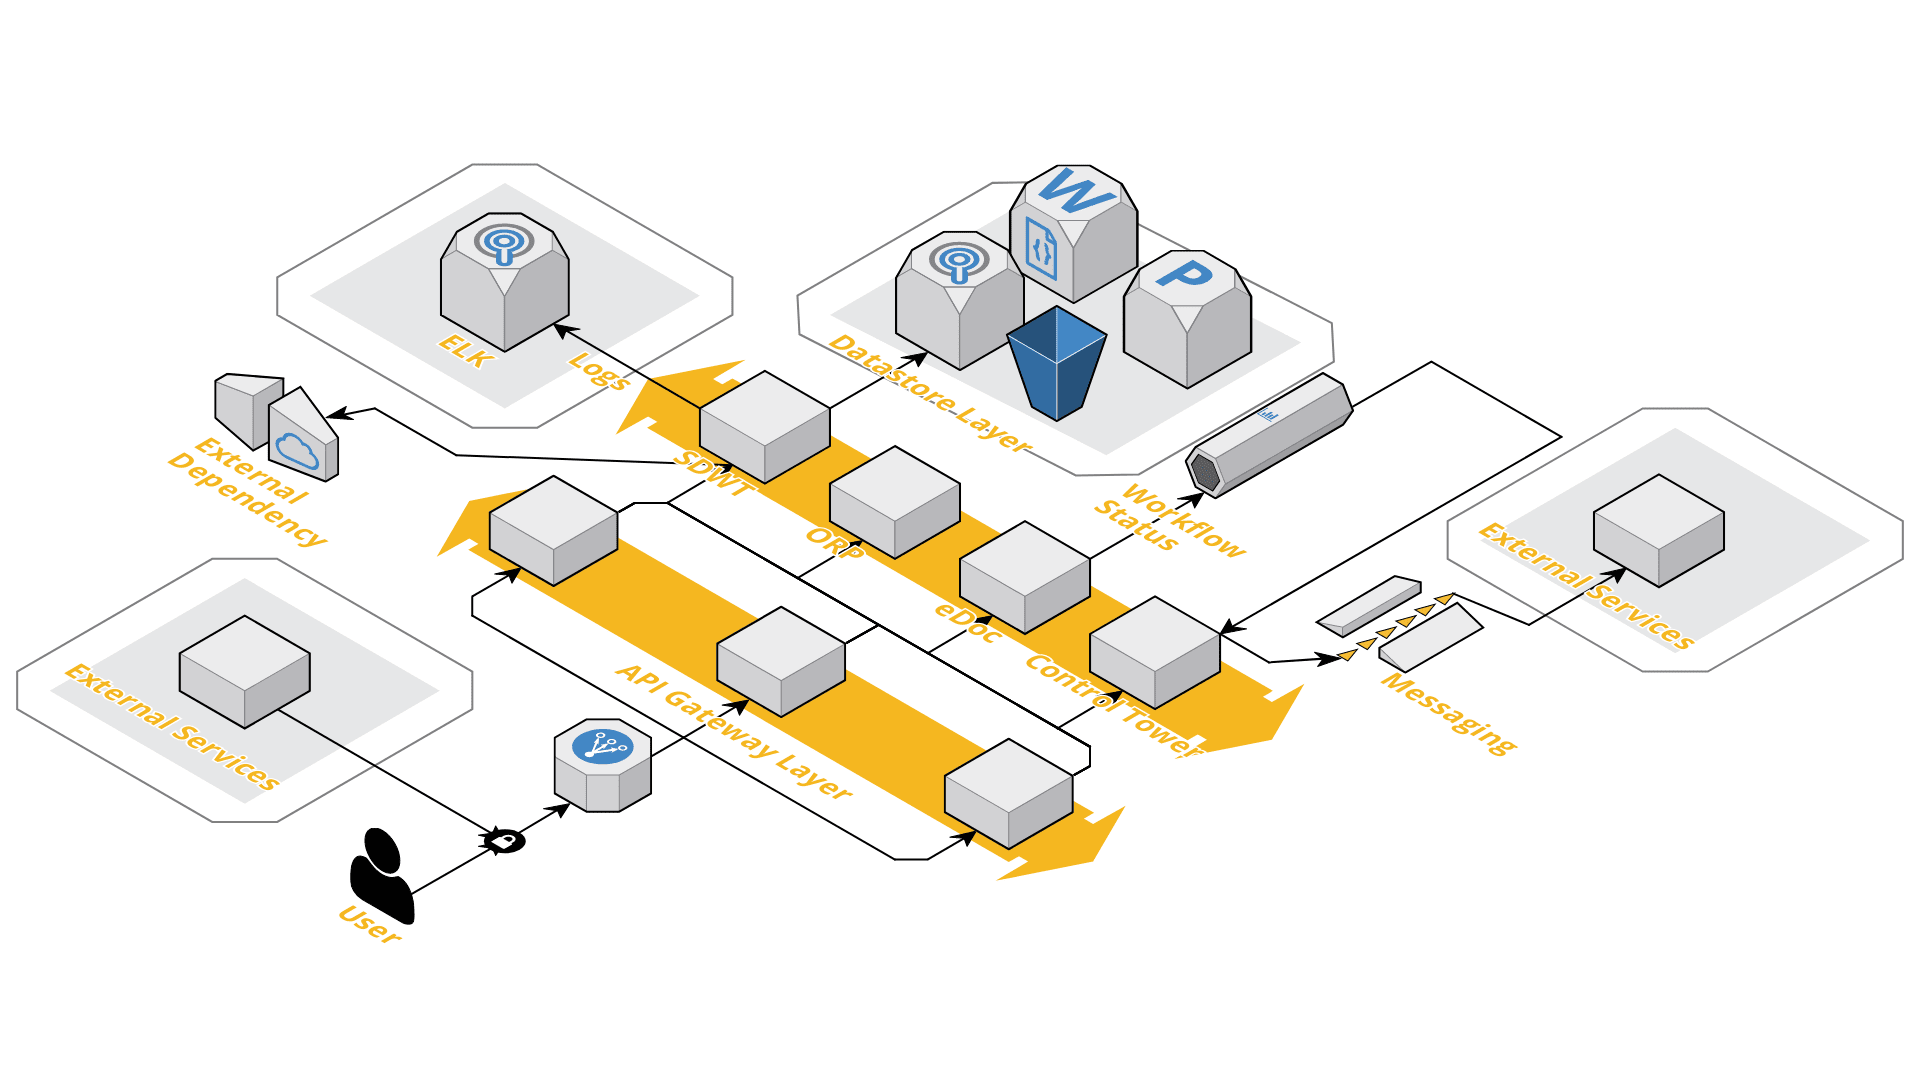 W
P
ELK
Logs
Datastore Layer
External
Dependency
SDWT
ORP
Workflow
Status
External Services
eDoc
Control Tower
Messaging
API Gateway Layer
External Services
User